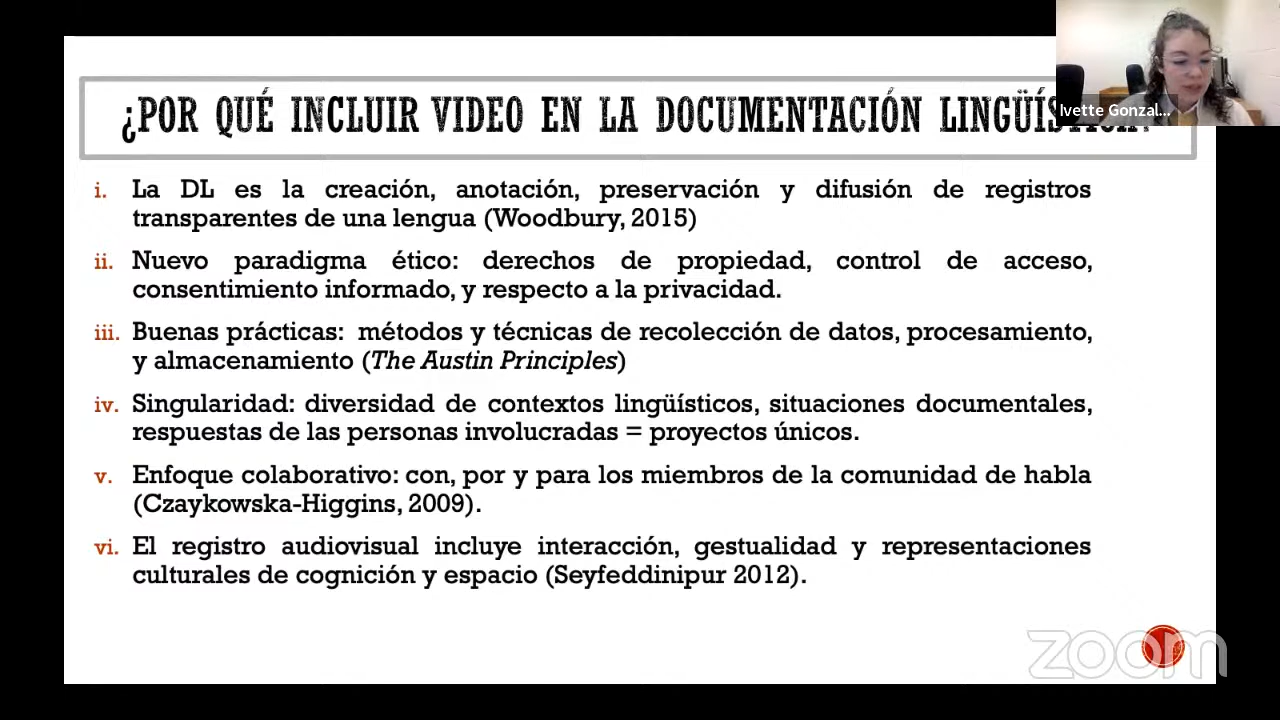 ¿POR QUÉ INCLUIR VIDEO EN LA DOCUMENTACIÓN LINGÜÍSTICA?
Ivette Gonzal...
i. La DL es la creación, anotación, preservación y difusión de registros
transparentes de una lengua (Woodbury, 2015)
ii. Nuevo paradigma ético: derechos de propiedad, control de acceso,
consentimiento informado, y respecto a la privacidad.
iii. Buenas prácticas: métodos y técnicas de recolección de datos, procesamiento,
y almacenamiento (The Austin Principles)
iv. Singularidad: diversidad de contextos lingüísticos, situaciones documentales,
respuestas de las personas involucradas = proyectos únicos.
v. Enfoque colaborativo: con, por y para los miembros de la comunidad de habla
(Czaykowska-Higgins, 2009).
vi. El registro audiovisual incluye interacción, gestualidad y representaciones
culturales de cognición y espacio (Seyfeddinipur 2012).
zoom